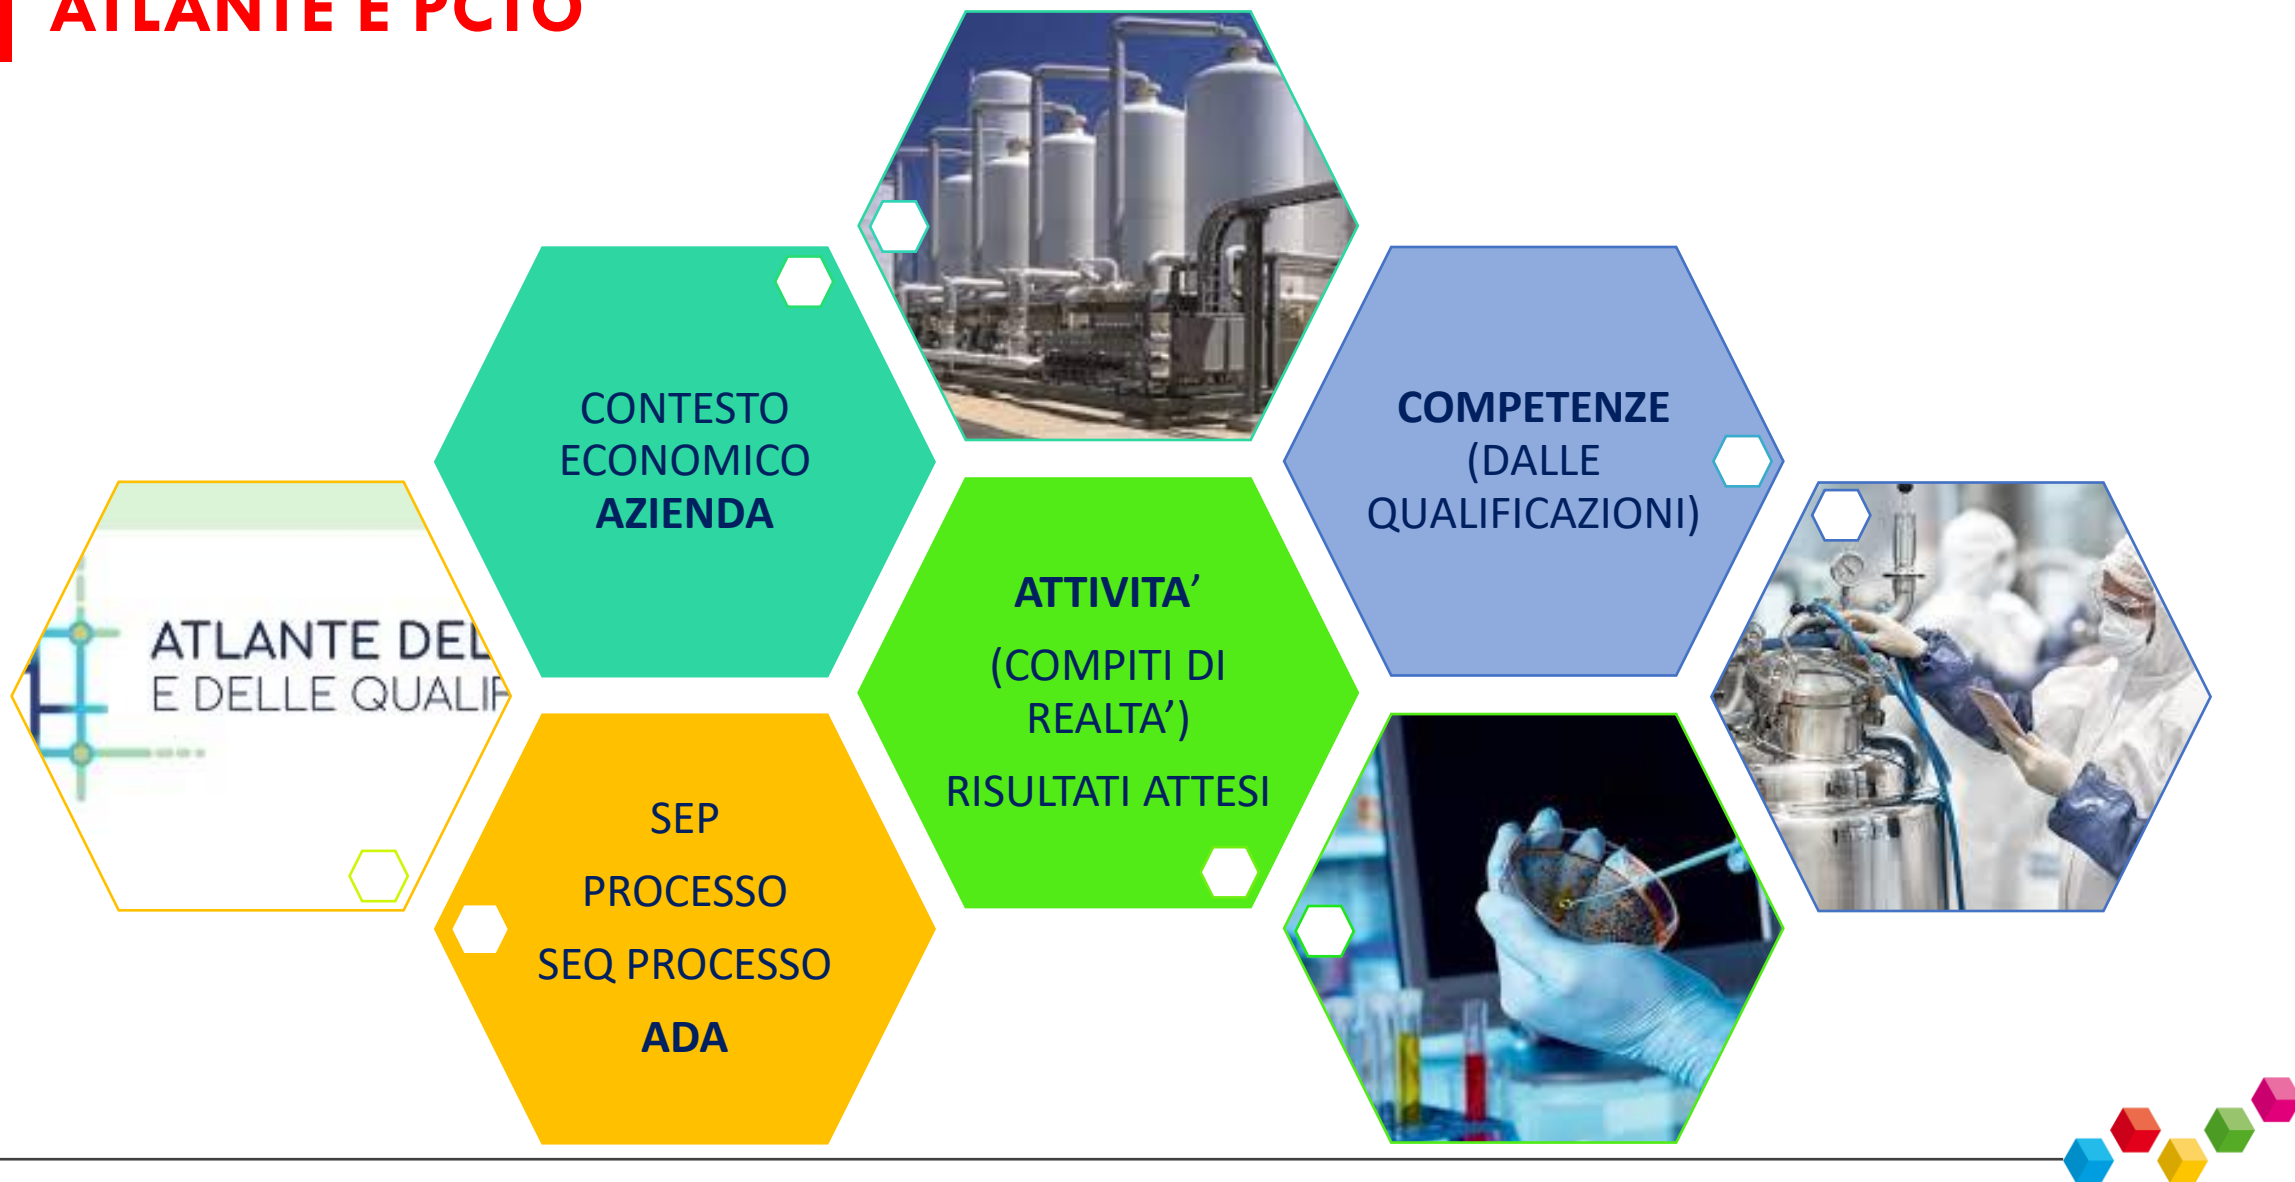 ATLANTE E PCTO
CONTESTO
ECONOMICO
AZIENDA
COMPETENZE
(DALLE
QUALIFICAZIONI)
ATLANTE DEL
E DELLE QUALIF
ATTIVITA’
(COMPITI DI
REALTA’)
RISULTATI ATTESI
SEP
PROCESSO
SEQ PROCESSO
ADA